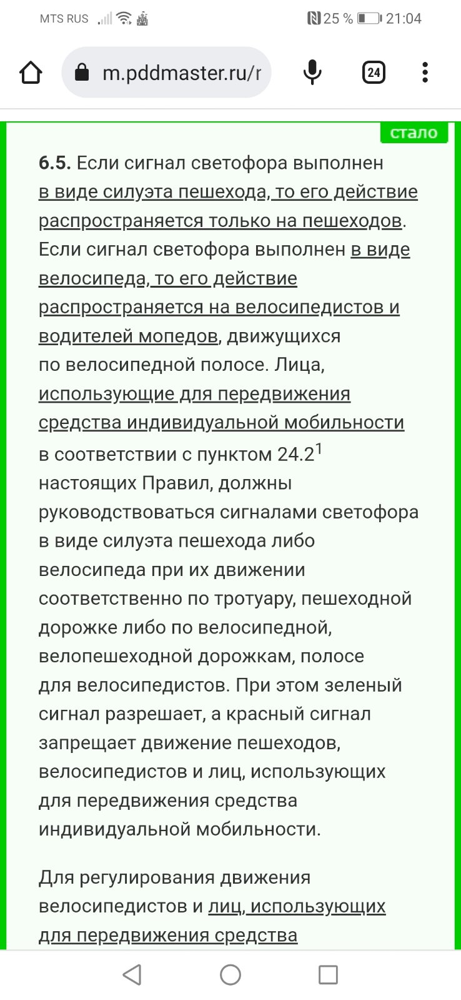 MTS RUS 25 % 21:04
m.pddmaster.ru/r 24
стало
6.5. Если сигнал светофора выполнен
в виде силуэта пешехода, то его действие
распространяется только на пешеходов.
Если сигнал светофора выполнен в виде
велосипеда, то его действие
распространяется на велосипедистов и
водителей мопедов, движущихся
по велосипедной полосе. Лица,
использующие для передвижения
средства индивидуальной мобильности
в соответствии с пунктом 24.2¹
настоящих Правил, должны
руководствоваться сигналами светофора
в виде силуэта пешехода либо
велосипеда при их движении
соответственно по тротуару, пешеходной
дорожке либо по велосипедной,
велопешеходной дорожкам, полосе
для велосипедистов. При этом зеленый
сигнал разрешает, а красный сигнал
запрещает движение пешеходов,
велосипедистов и лиц, использующих
для передвижения средства
индивидуальной мобильности.
Для регулирования движения
велосипедистов и лиц, использующих
для передвижения средства